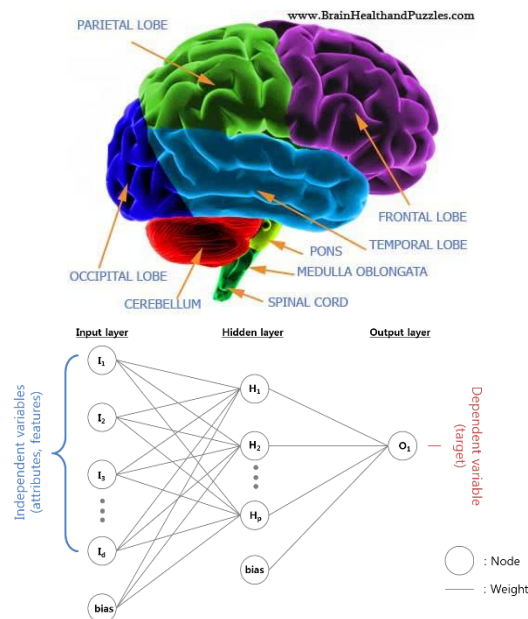 www.BrainHealthandPuzzles.com
PARIETAL LOBE
FRONTAL LOBE
TEMPORAL LOBE
PONS
OCCIPITAL LOBE
MEDULLA OBLONGATA
CEREBELLUM
SPINAL CORD
Input layer
Hidden layer
Output layer
Independent variables
(attributes, features)
I1
I2
I3
Id
bias
H1
H2
Hp
bias
O1
Dependent variable
(target)
: Node
: Weight